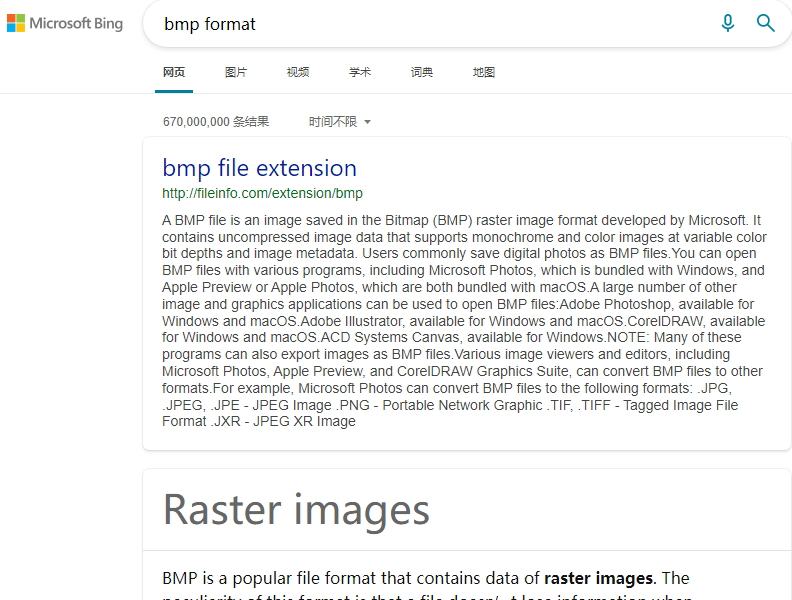 Microsoft Bing
bmp format
网页 图片 视频 学术 词典 地图
670,000,000 条结果 时间不限
bmp file extension
http://fileinfo.com/extension/bmp
A BMP file is an image saved in the Bitmap (BMP) raster image format developed by Microsoft. It
contains uncompressed image data that supports monochrome and color images at variable color
bit depths and image metadata. Users commonly save digital photos as BMP files.You can open
BMP files with various programs, including Microsoft Photos, which is bundled with Windows, and
Apple Preview or Apple Photos, which are both bundled with macOS.A large number of other
image and graphics applications can be used to open BMP files:Adobe Photoshop, available for
Windows and macOS.Adobe Illustrator, available for Windows and macOS.CorelDRAW, available
for Windows and macOS.ACD Systems Canvas, available for Windows.NOTE: Many of these
programs can also export images as BMP files.Various image viewers and editors, including
Microsoft Photos, Apple Preview, and CorelDRAW Graphics Suite, can convert BMP files to other
formats.For example, Microsoft Photos can convert BMP files to the following formats: .JPG,
.JPEG, .JPE - JPEG Image .PNG - Portable Network Graphic .TIF, .TIFF - Tagged Image File
Format .JXR - JPEG XR Image
Raster images
BMP is a popular file format that contains data of raster images. The
peculiarity of this format is that a file doesn/ t lose information when